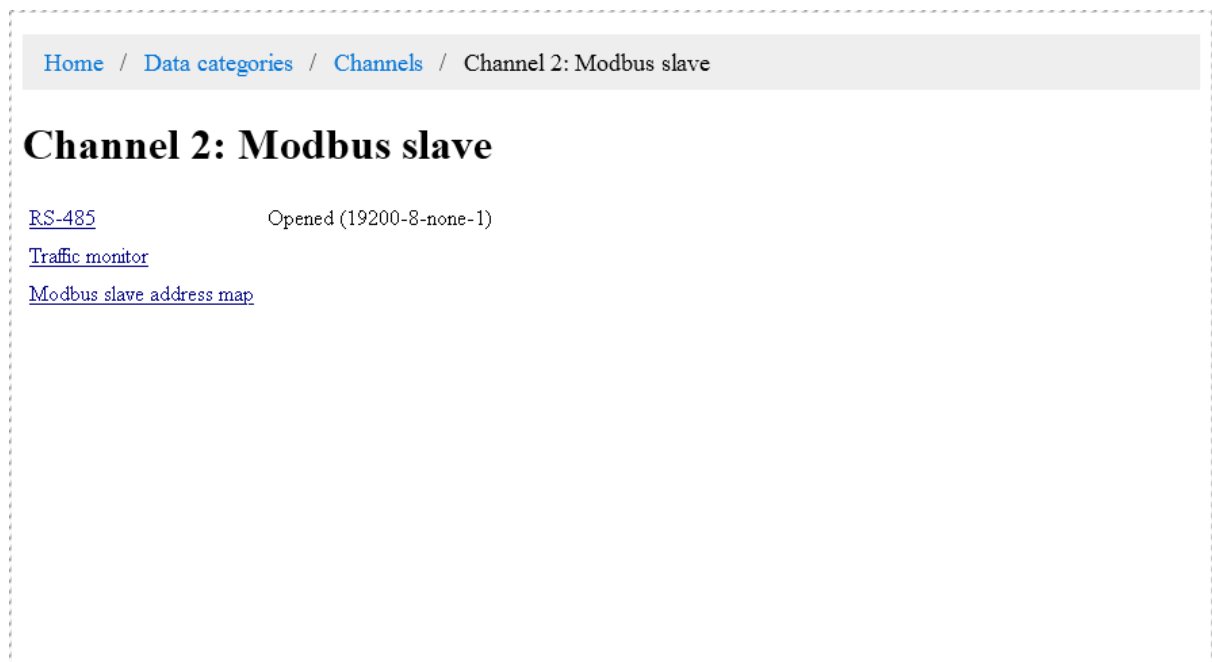 Home / Data categories / Channels / Channel 2: Modbus slave
Channel 2: Modbus slave
RS-485 Opened (19200-8-none-1)
Traffic monitor
Modbus slave address map